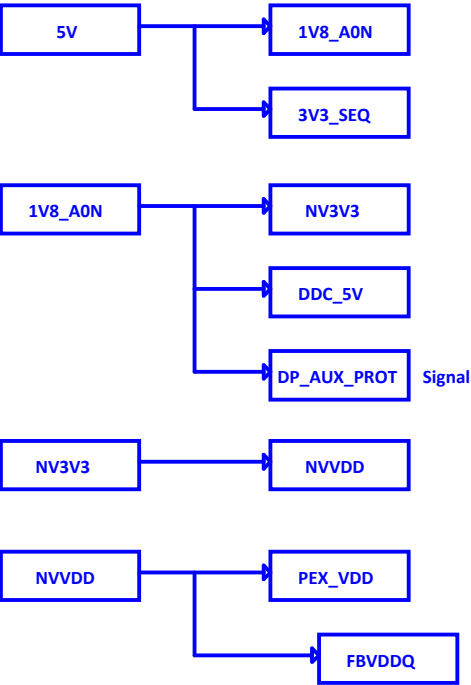 5V
1V8_A0N
3V3_SEQ
1V8_A0N
NV3V3
DDC_5V
DP_AUX_PROT Signal
NV3V3
NVVDD
NVVDD
PEX_VDD
FBVDDQ